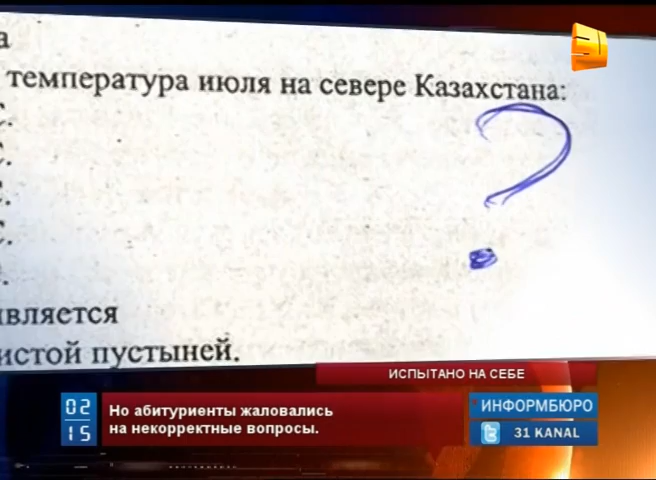 а
температура июля на севере Казахстана:
С.
С.
С.
С.
?
является
истой пустыней.
31
ИСПЫТАНО НА СЕБЕ
02
15
Но абитуриенты жаловались
на некорректные вопросы.
ИНФОРМБЮРО
31 KANAL